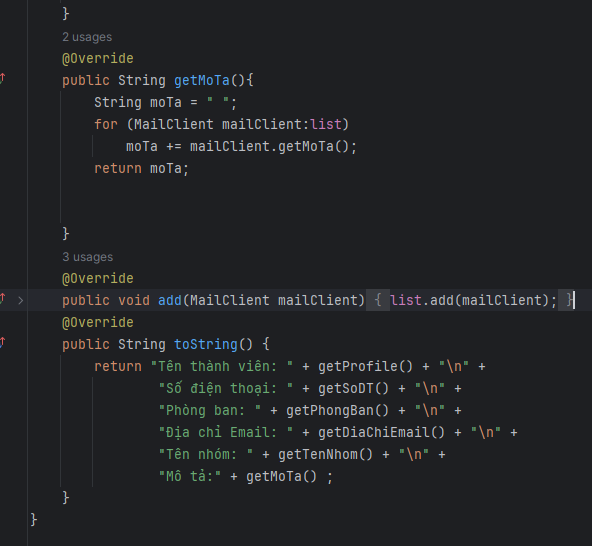 }
2 usages
@Override
public String getMoTa(){
String moTa = " ";
for (MailClient mailClient:list)
moTa += mailClient.getMoTa();
return moTa;
}
3 usages
@Override
public void add(MailClient mailClient) { list.add(mailClient); }
@Override
public String toString() {
return "Tên thành viên: " + getProfile() + "\n" +
"Số điện thoại: " + getSoDT() + "\n" +
"Phòng ban: " + getPhongBan() + "\n" +
"Địa chỉ Email: " + getDiaChiEmail() + "\n" +
"Tên nhóm: " + getTenNhom() + "\n" +
"Mô tả:" + getMoTa() ;
}
}